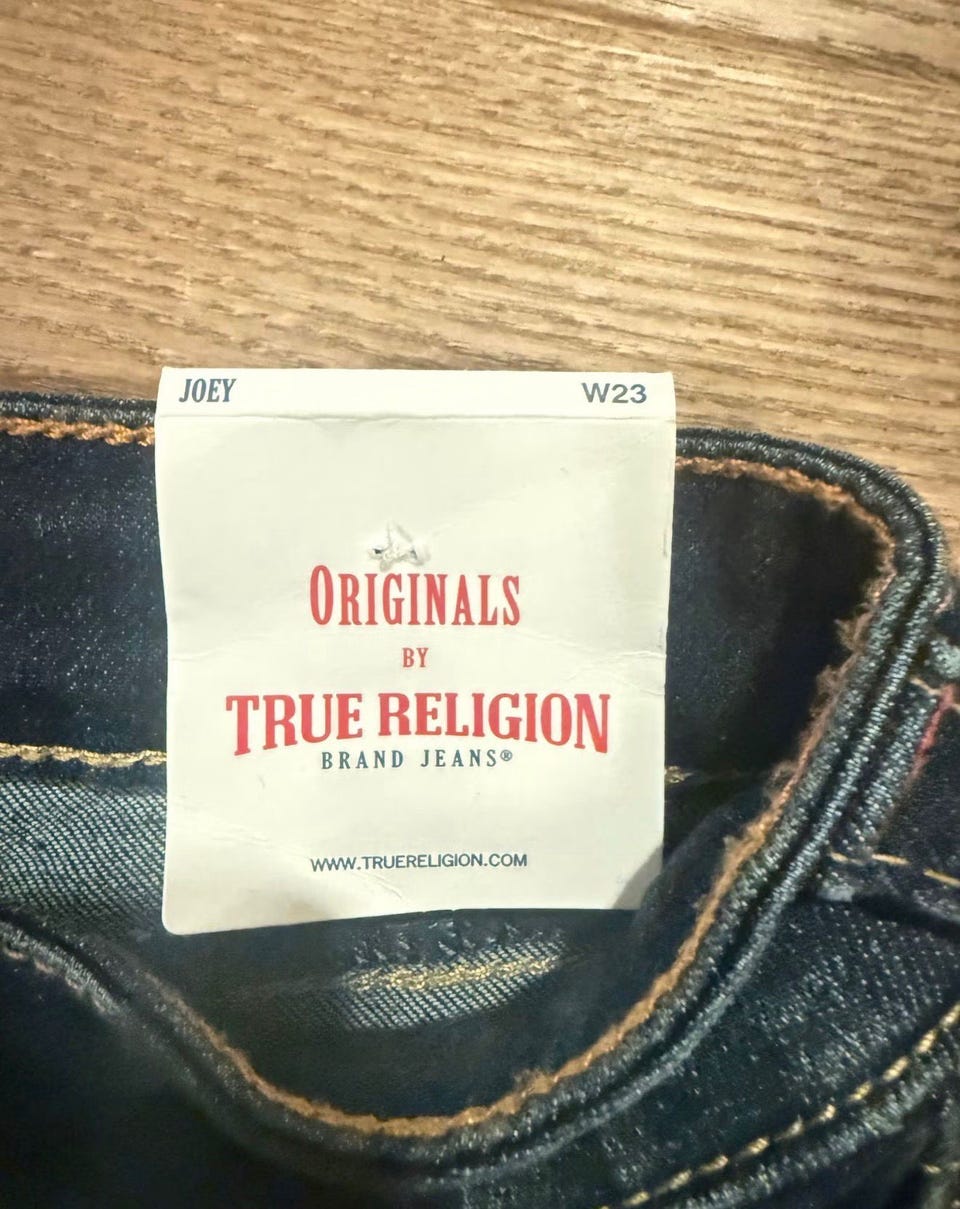 JOEY W23
ORIGINALS
BY
TRUE RELIGION
BRAND JEANS®
WWW.TRUERELIGION.COM